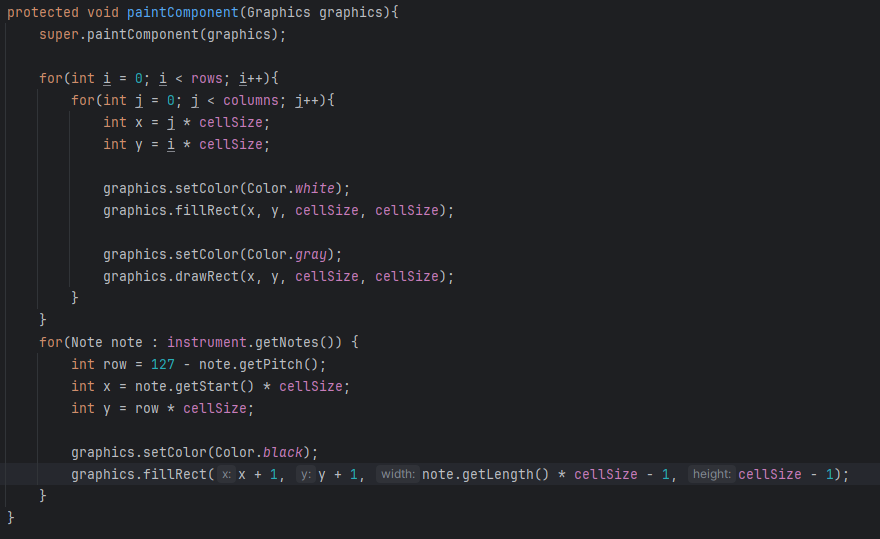 protected void paintComponent(Graphics graphics){
super.paintComponent(graphics);
for(int i = 0; i < rows; i++){
for(int j = 0; j < columns; j++){
int x = j * cellSize;
int y = i * cellSize;
graphics.setColor(Color.white);
graphics.fillRect(x, y, cellSize, cellSize);
graphics.setColor(Color.gray);
graphics.drawRect(x, y, cellSize, cellSize);
}
}
for(Note note : instrument.getNotes()) {
int row = 127 - note.getPitch();
int x = note.getStart() * cellSize;
int y = row * cellSize;
graphics.setColor(Color.black);
graphics.fillRect( x: x + 1, y: y + 1, width: note.getLength() * cellSize - 1, height: cellSize - 1);
}
}